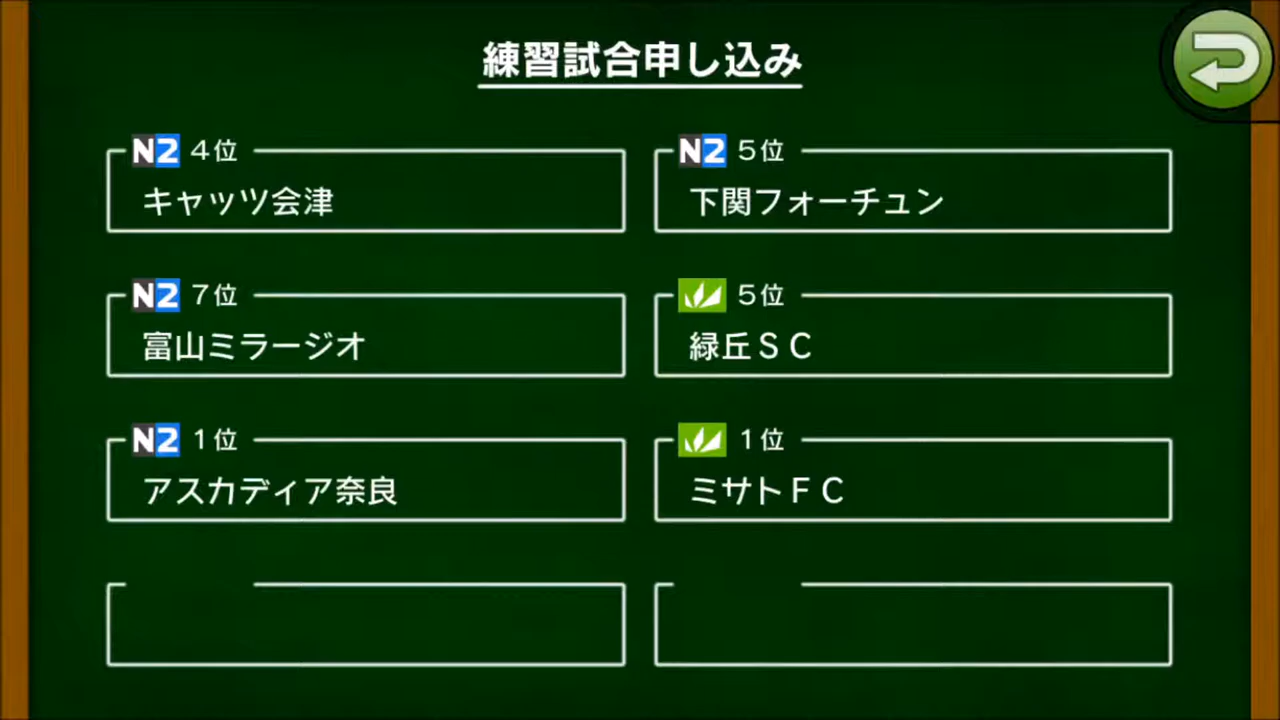 練習試合申し込み
N2 4位
キャッツ会津
N2 5位
下関フォーチュン
N2 7位
富山ミラージオ
5位
緑丘SC
N2 1位
アスカディア奈良
1位
ミサトFC